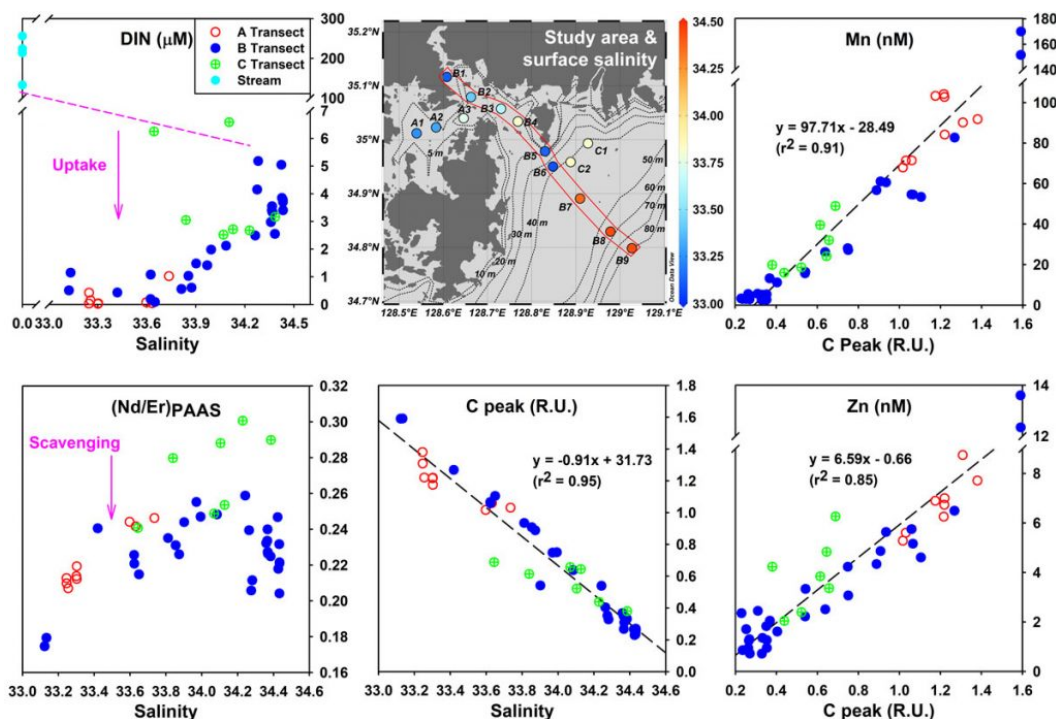 DIN (μM)
A Transect
B Transect
C Transect
Stream
Uptake
300
200
100
7
6
5
4
3
2
1
0
0.0 33.0 33.3 33.6 33.9 34.2 34.5
Salinity
Study area &
surface salinity
35.2°N
35.1°N
35°N
34.9°N
34.8°N
34.7°N
128.5°E 128.6°E 128.7°E 128.8°E 128.9°E 129°E 129.1°E
B1
B2
B3
A3
A1 A2
B4
B5
B6
C1
C2
B7
B8
B9
5 m
10 m
20 m
30 m
40 m
50 m
60 m
70 m
80 m
Ocean Data View
34.50
34.25
34.00
33.75
33.50
33.25
33.00
Mn (nM)
y = 97.71x - 28.49
(r2 = 0.91)
180
160
140
100
80
60
40
20
0
0.2 0.4 0.6 0.8 1.0 1.2 1.4 1.6
C Peak (R.U.)
(Nd/Er)PAAS
Scavenging
0.32
0.30
0.28
0.26
0.24
0.22
0.20
0.18
0.16
33.0 33.2 33.4 33.6 33.8 34.0 34.2 34.4 34.6
Salinity
C peak (R.U.)
y = -0.91x + 31.73
(r2 = 0.95)
1.8
1.6
1.4
1.2
1.0
0.8
0.6
0.4
0.2
0.0
33.0 33.2 33.4 33.6 33.8 34.0 34.2 34.4 34.6
Salinity
Zn (nM)
y = 6.59x - 0.66
(r2 = 0.85)
14
12
8
6
4
2
0
0.2 0.4 0.6 0.8 1.0 1.2 1.4 1.6
C peak (R.U.)